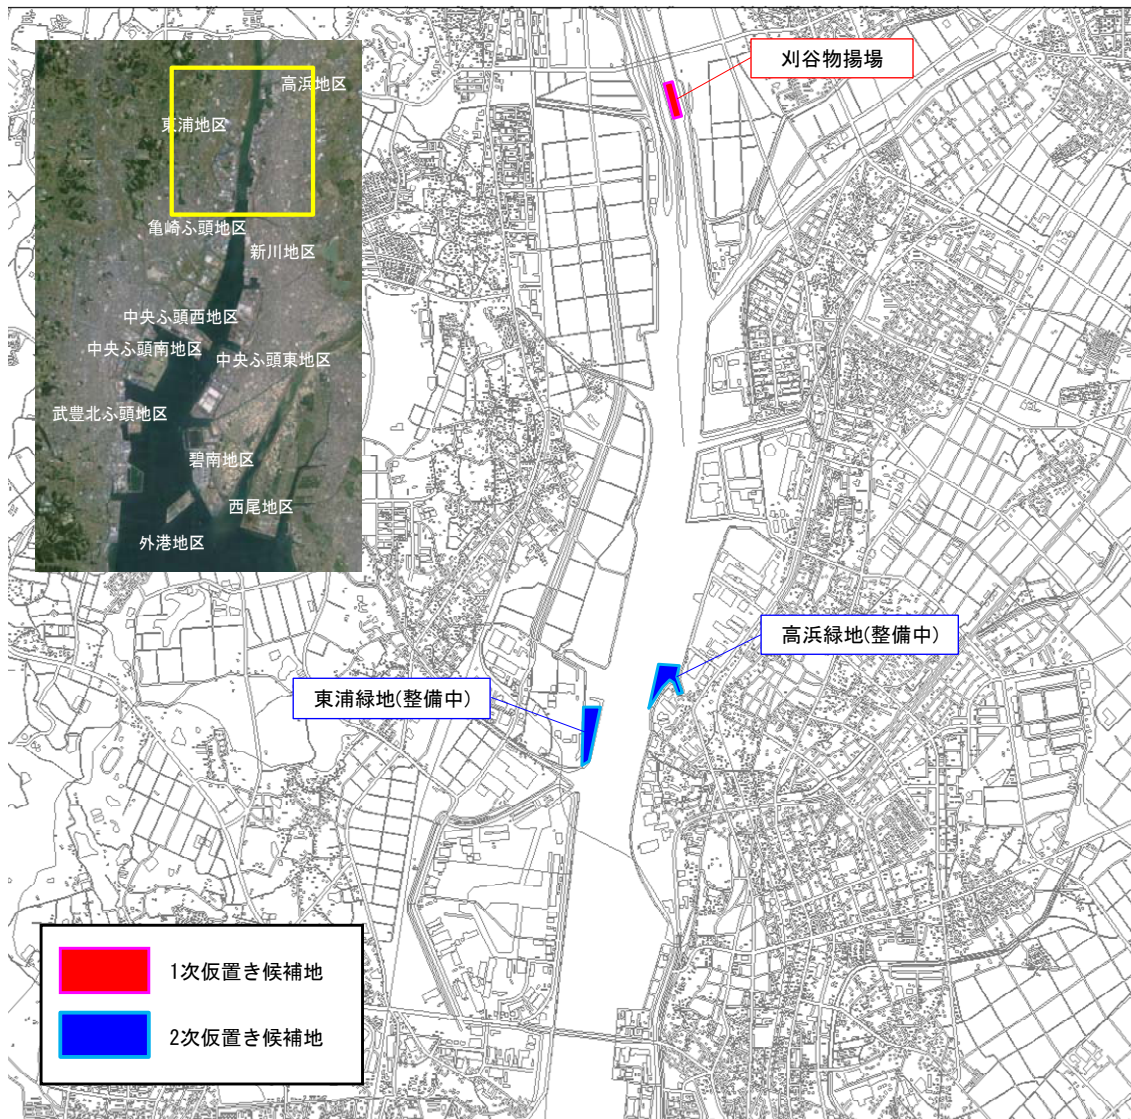 刈谷物揚場
高浜地区
東浦地区
亀崎ふ頭地区
新川地区
中央ふ頭西地区
中央ふ頭南地区
中央ふ頭東地区
武豊北ふ頭地区
碧南地区
西尾地区
外港地区
高浜緑地(整備中)
東浦緑地(整備中)
1次仮置き候補地
2次仮置き候補地